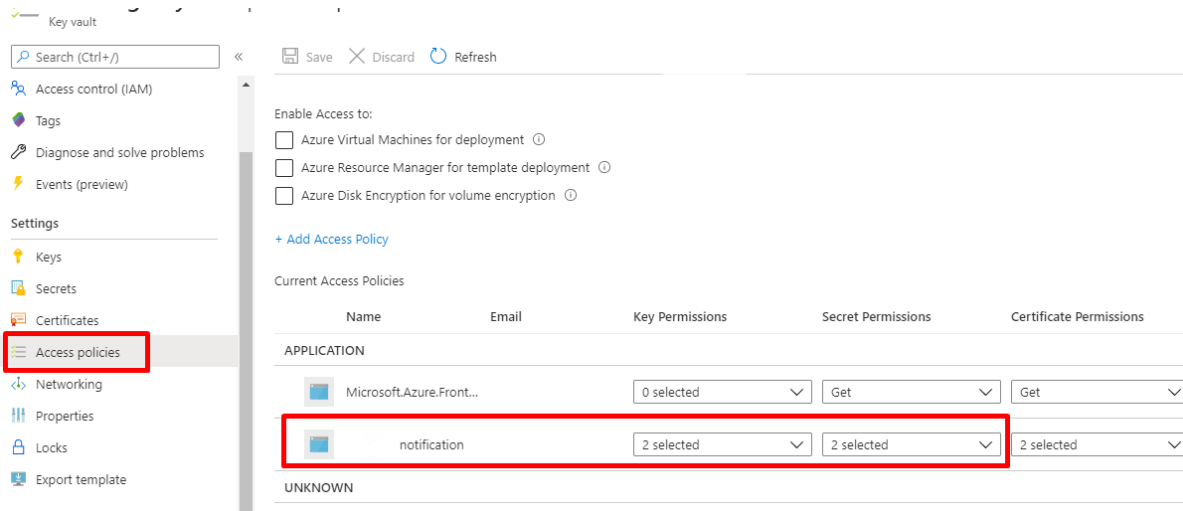 Key vault
Search (Ctrl+/)
«
Access control (IAM)
Tags
Diagnose and solve problems
Events (preview)
Settings
Keys
Secrets
Certificates
Access policies
Networking
Properties
Locks
Export template
Save Discard Refresh
Enable Access to:
Azure Virtual Machines for deployment
Azure Resource Manager for template deployment
Azure Disk Encryption for volume encryption
+ Add Access Policy
Current Access Policies
Name Email Key Permissions Secret Permissions Certificate Permissions
APPLICATION
Microsoft.Azure.Front... 0 selected Get Get
notification 2 selected 2 selected 2 selected
UNKNOWN